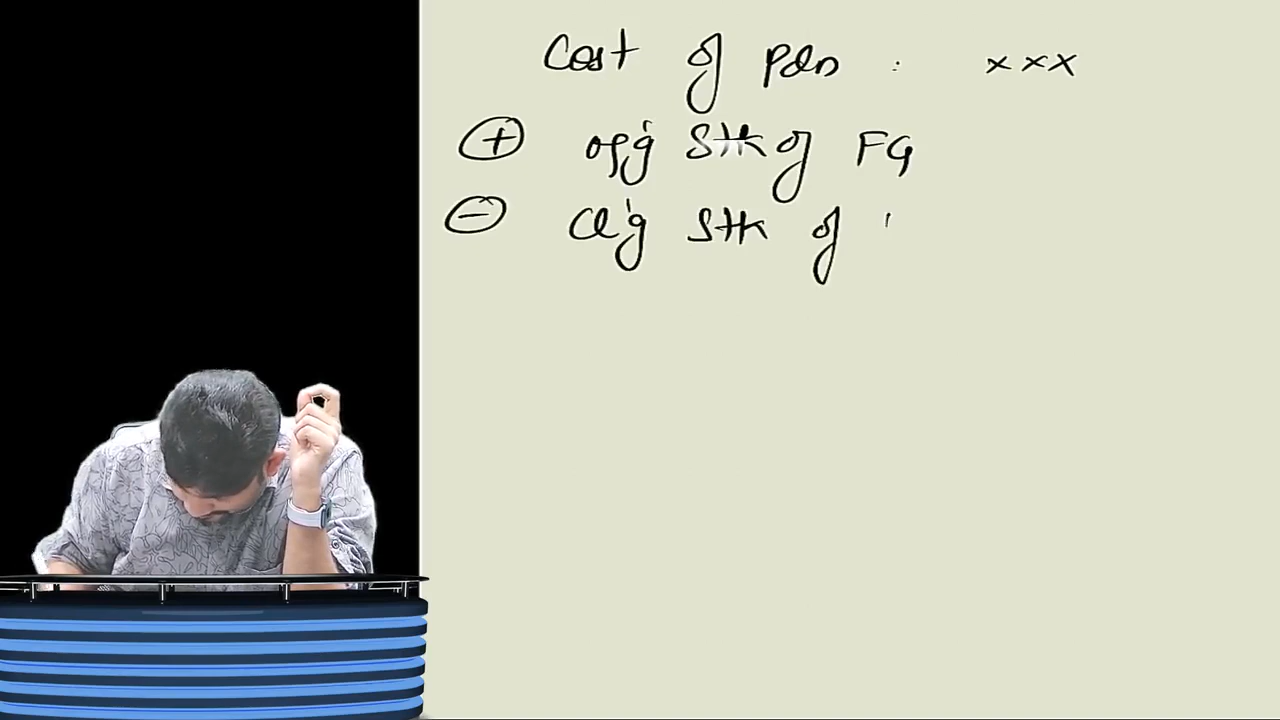 Cost of Pdn : xxx
+ opg Stk of FG
- Clg Stk of